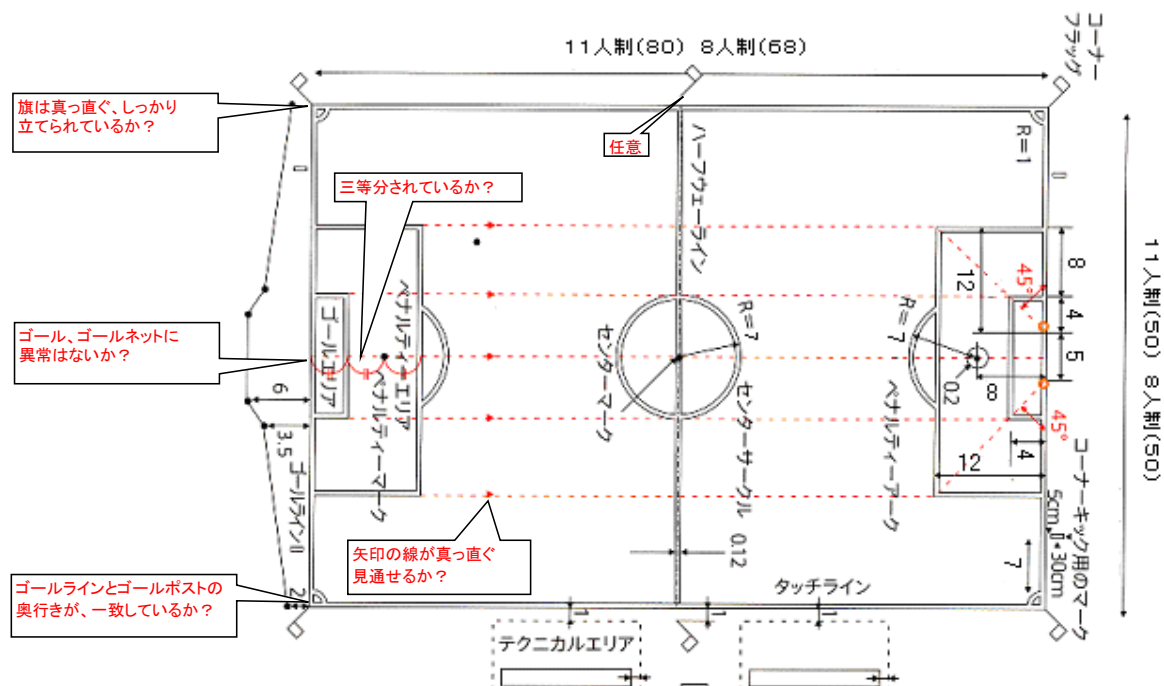 11人制(80) 8人制(68)
コーナー
フラッグ
旗は真っ直ぐ、しっかり
立てられているか？
任意
ハーフウェーライン
R=1
三等分されているか？
11人制(50) 8人制(50)
8
12
45°
4
ペナルティーエリア
ゴールエリア
ゴール、ゴールネットに
異常はないか？
R=7
R=7
5
センターマーク
8
0.2
6
ペナルティーマーク
センターサークル
ペナルティーアーク
45°
3.5
4
12
ゴールライン
コーナーキック用のマーク
5cm
30cm
矢印の線が真っ直ぐ
見通せるか？
0.12
7
ゴールラインとゴールポストの
奥行きが、一致しているか？
2
タッチライン
1
1
1
テクニカルエリア